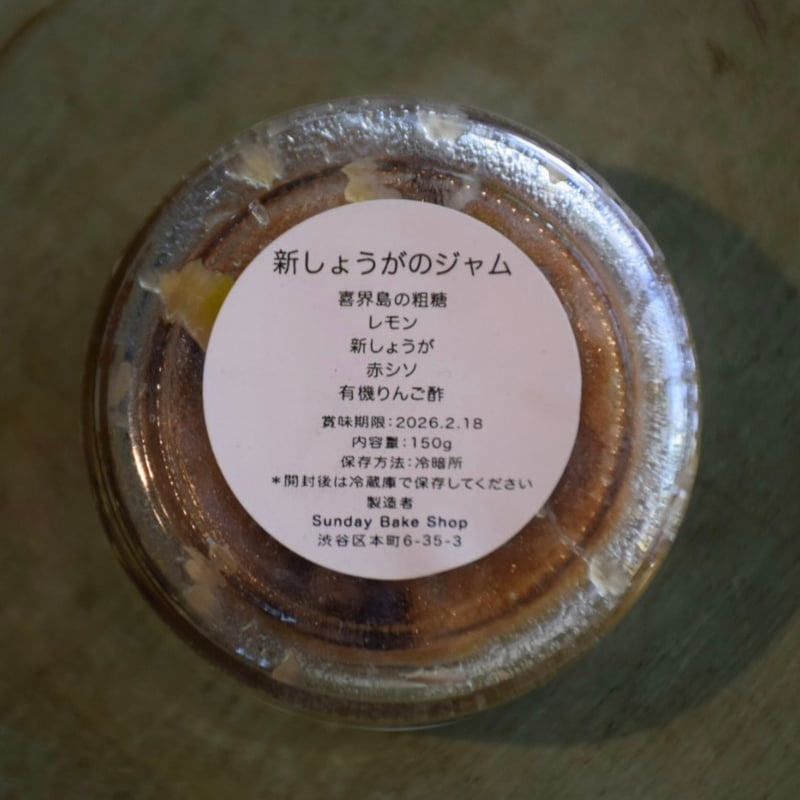 新しょうがのジャム
喜界島の粗糖
レモン
新しょうが
赤シソ
有機りんご酢
賞味期限:2026.2.18
内容量:150g
保存方法:冷暗所
*開封後は冷蔵庫で保存してください
製造者
Sunday Bake Shop
渋谷区本町6-35-3